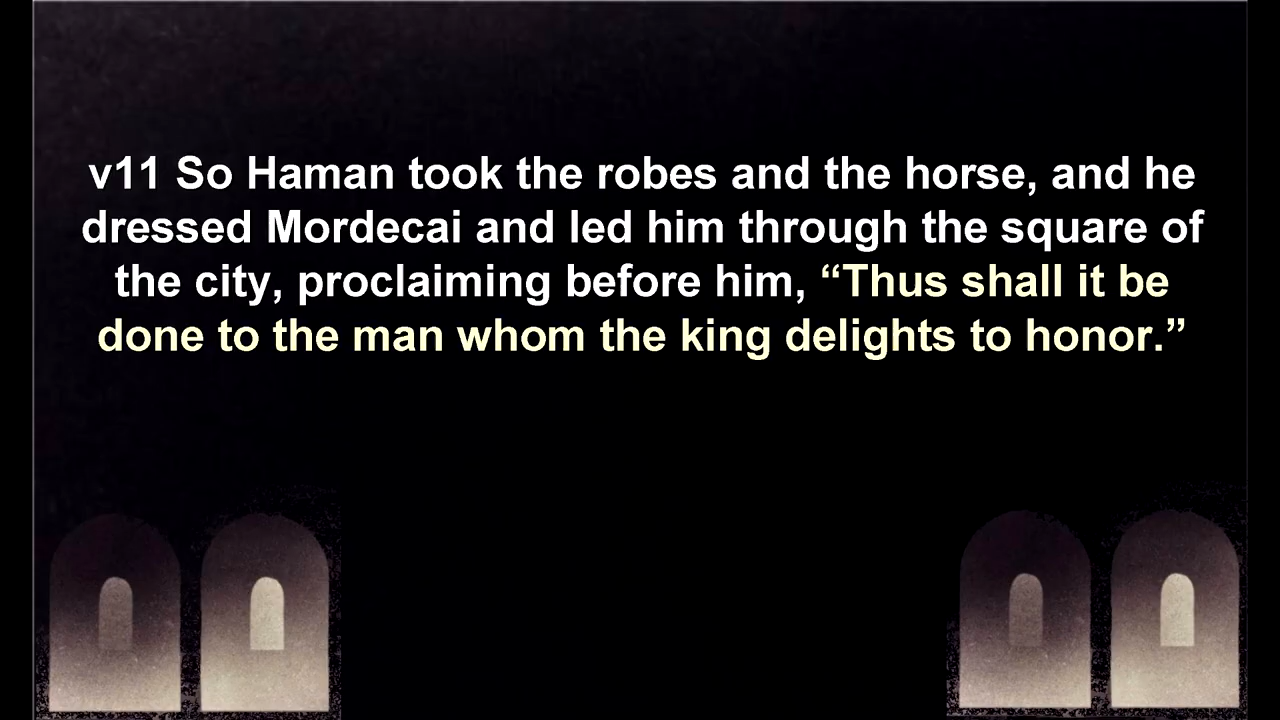 v11 So Haman took the robes and the horse, and he
dressed Mordecai and led him through the square of
the city, proclaiming before him, “Thus shall it be
done to the man whom the king delights to honor.”